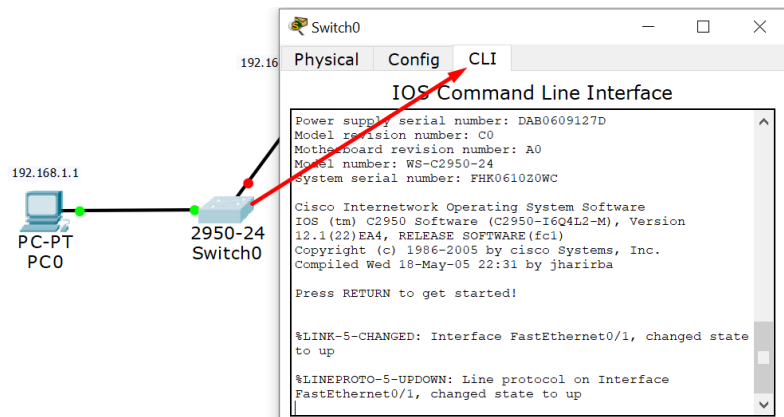 Switch0
Physical Config CLI
IOS Command Line Interface
Power supply serial number: DAB0609127D
Model revision number: C0
Motherboard revision number: A0
Model number: WS-C2950-24
System serial number: FHK0610Z0WC
Cisco Internetwork Operating System Software
IOS (tm) C2950 Software (C2950-I6Q4L2-M), Version
12.1(22)EA4, RELEASE SOFTWARE(fc1)
Copyright (c) 1986-2005 by cisco Systems, Inc.
Compiled Wed 18-May-05 22:31 by jharirba
Press RETURN to get started!
%LINK-5-CHANGED: Interface FastEthernet0/1, changed state
to up
%LINEPROTO-5-UPDOWN: Line protocol on Interface
FastEthernet0/1, changed state to up
192.16
192.168.1.1
PC-PT
PC0
2950-24
Switch0